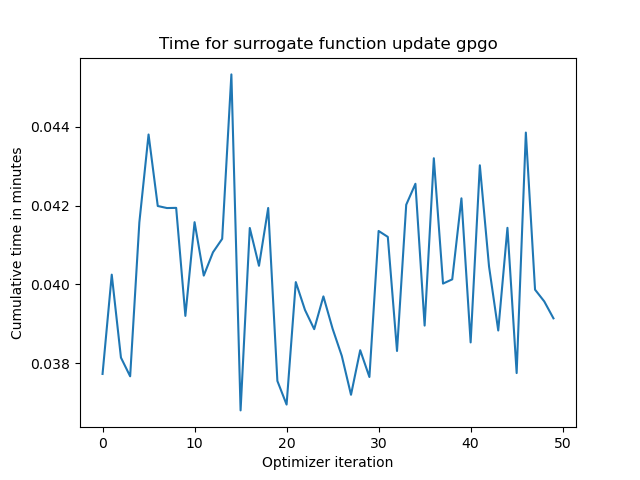 Time for surrogate function update gpgo
Cumulative time in minutes
0.044
0.042
0.040
0.038
0 10 20 30 40 50
Optimizer iteration